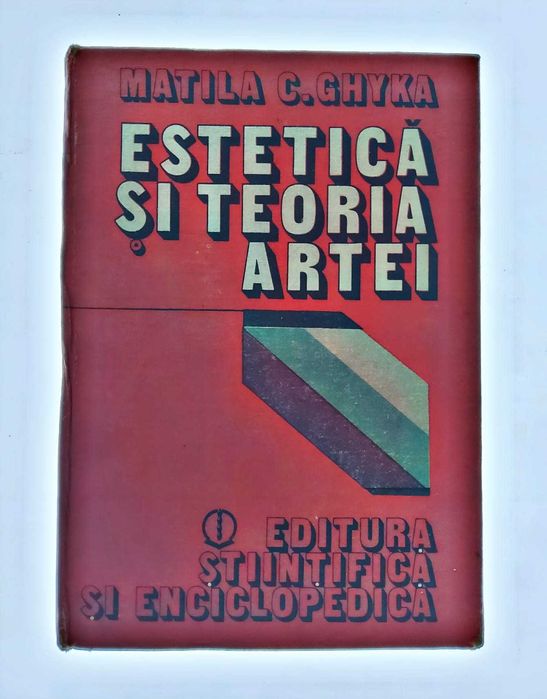 MATILA C. GHYKA
ESTETICĂ
ȘI TEORIA
ARTEI
EDITURA
ȘTIINȚIFICĂ
ȘI ENCICLOPEDICĂ